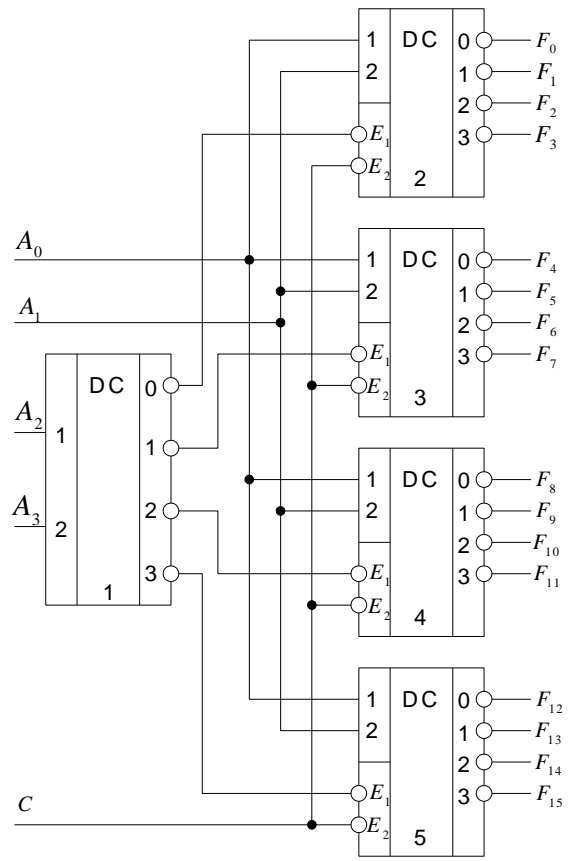 1 DC 0 F₀
2 1 F₁
2 F₂
E₁ 3 F₃
E₂
2
A₀
1 DC 0 F₄
2 1 F₅
A₁
2 F₆
E₁ 3 F₇
E₂
3
DC 0
A₂
1 1
A₃
2 2
3
1
1 DC 0 F₈
2 1 F₉
2 F₁₀
E₁ 3 F₁₁
E₂
4
1 DC 0 F₁₂
2 1 F₁₃
2 F₁₄
E₁ 3 F₁₅
C
E₂
5